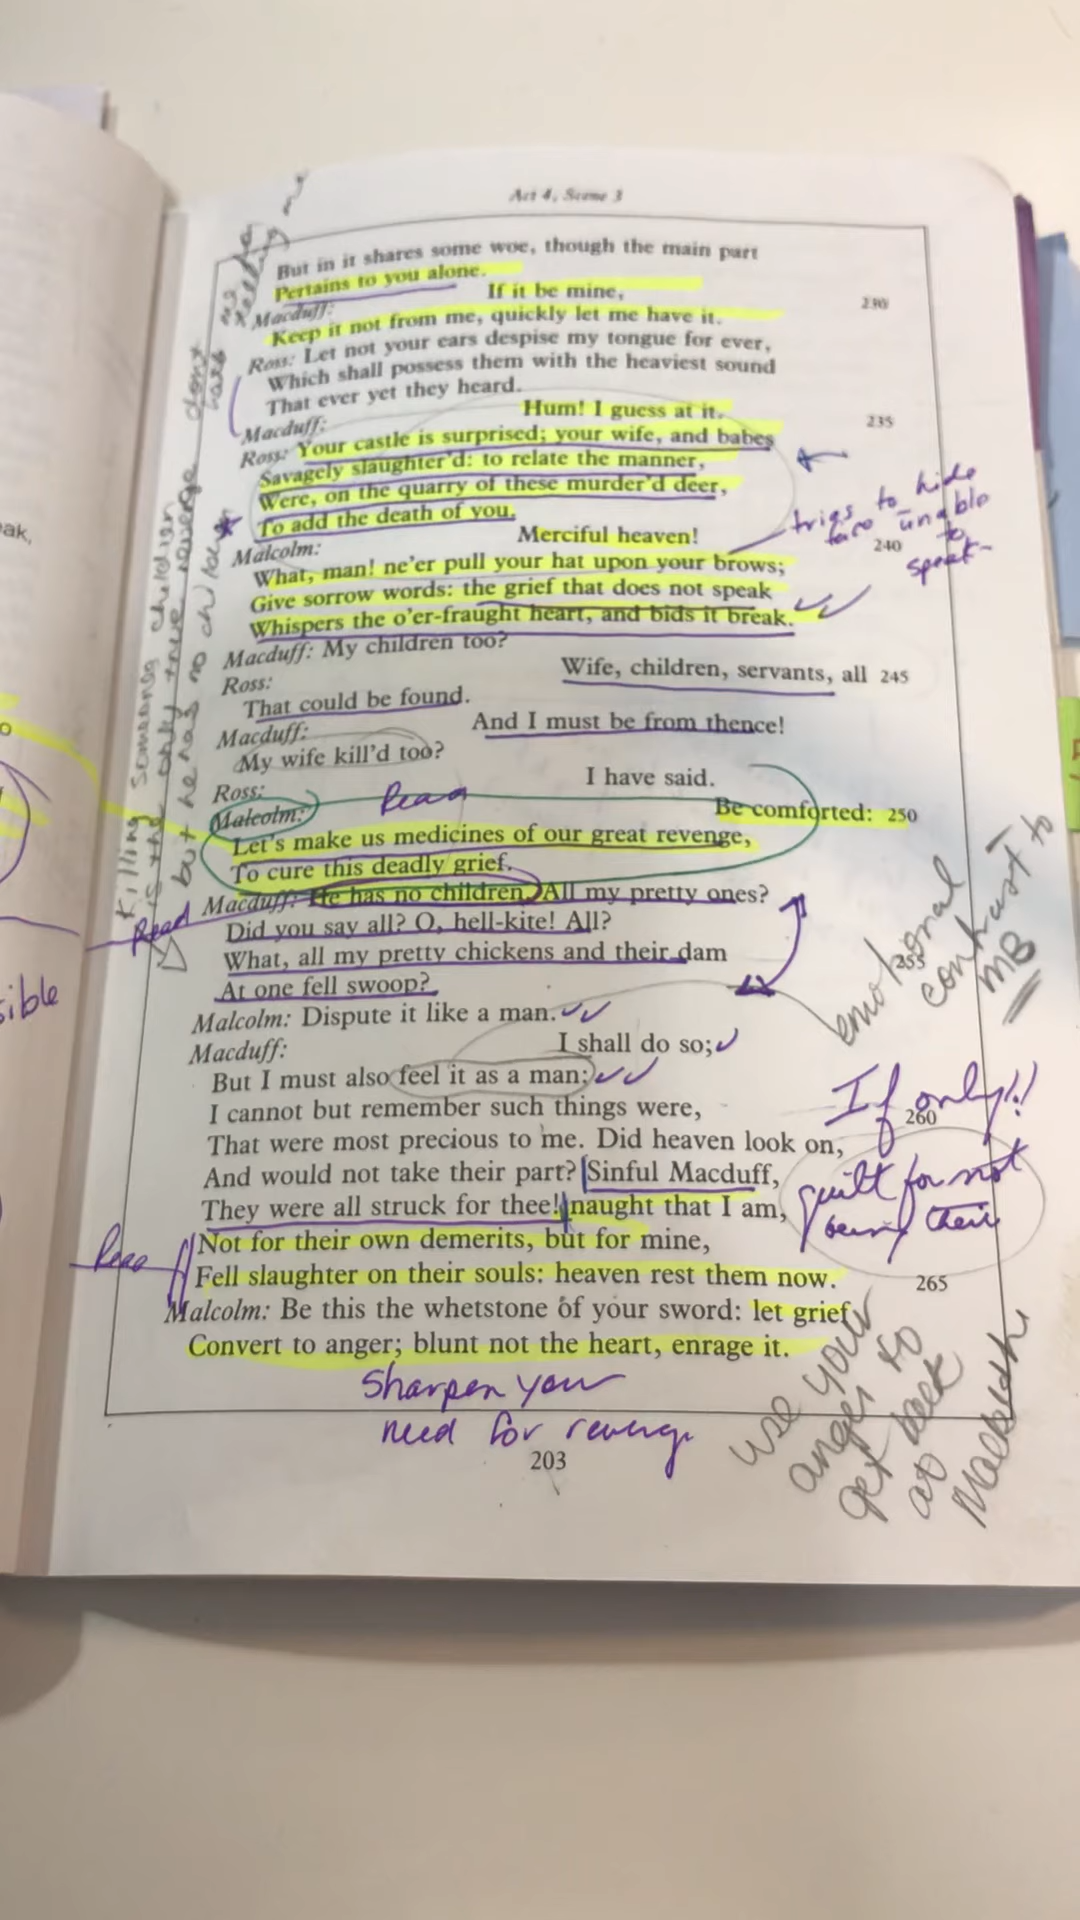 Act 4, Scene 3
But in it shares some woe, though the main part
Pertains to you alone.
Macduff: If it be mine, 230
Keep it not from me, quickly let me have it.
Ross: Let not your ears despise my tongue for ever,
Which shall possess them with the heaviest sound
That ever yet they heard.
Macduff: Hum! I guess at it. 235
Ross: Your castle is surprised; your wife, and babes
Savagely slaughter'd: to relate the manner,
Were, on the quarry of these murder'd deer,
To add the death of you.
Malcolm: Merciful heaven! 240
What, man! ne'er pull your hat upon your brows;
Give sorrow words: the grief that does not speak
Whispers the o'er-fraught heart, and bids it break.
Macduff: My children too?
Ross: Wife, children, servants, all 245
That could be found.
Macduff: And I must be from thence!
My wife kill'd too?
Ross: I have said.
Malcolm: Be comforted: 250
Let's make us medicines of our great revenge,
To cure this deadly grief.
Macduff: He has no children. All my pretty ones?
Did you say all? O, hell-kite! All?
What, all my pretty chickens and their dam 255
At one fell swoop?
Malcolm: Dispute it like a man.
Macduff: I shall do so;
But I must also feel it as a man:
I cannot but remember such things were, 260
That were most precious to me. Did heaven look on,
And would not take their part? Sinful Macduff,
They were all struck for thee! naught that I am,
Not for their own demerits, but for mine,
Fell slaughter on their souls: heaven rest them now. 265
Malcolm: Be this the whetstone of your sword: let grief
Convert to anger; blunt not the heart, enrage it.
203
tries to hide
face unable
to
speak-
Killing someones children
is the only true revenge
but he has no children
Read
Read
emotional
contrast to
MB
If only!!
guilt for not
being their
Read
Sharpen your
need for revenge
use your
anger to
get back
at
Macbeth
eak,
sible